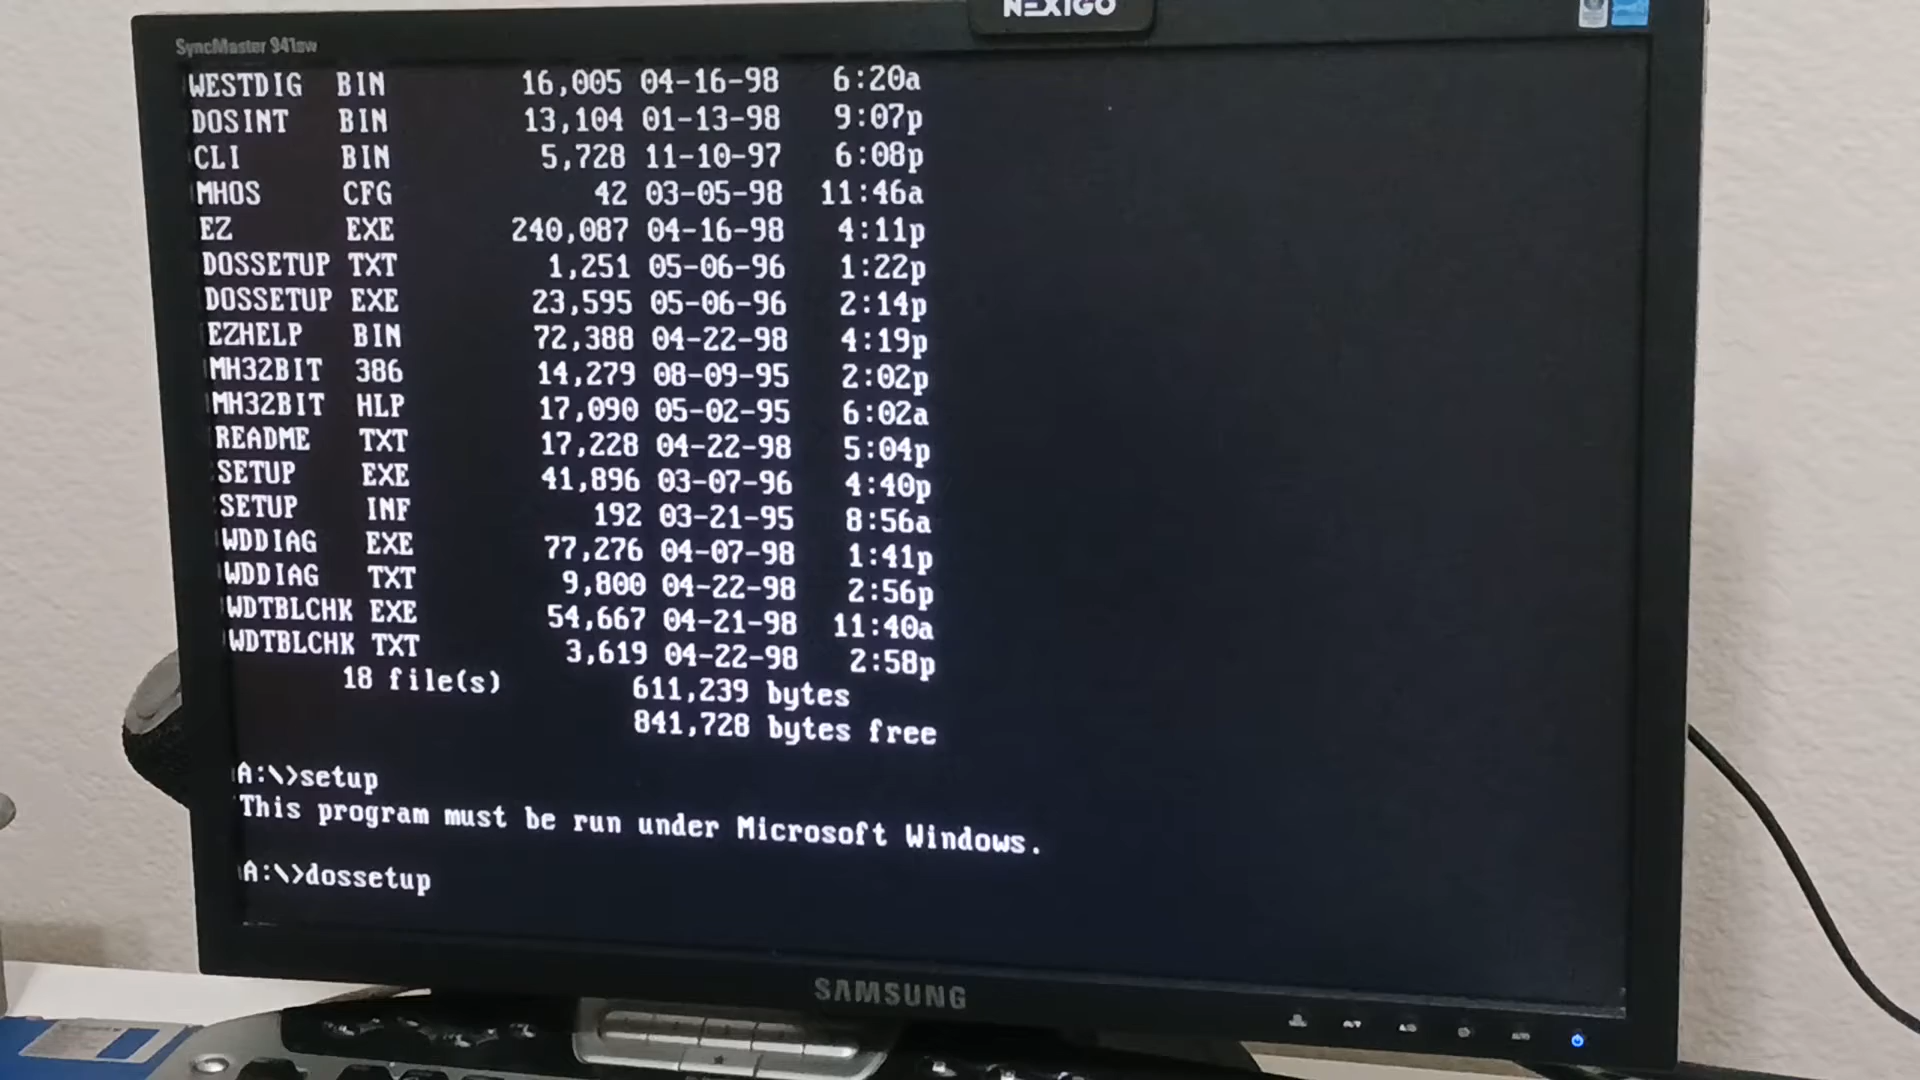 NEXIGO
SyncMaster 941sw
WESTDIG BIN 16,005 04-16-98 6:20a
DOSINT BIN 13,104 01-13-98 9:07p
CLI BIN 5,728 11-10-97 6:08p
MHOS CFG 42 03-05-98 11:46a
EZ EXE 240,087 04-16-98 4:11p
DOSSETUP TXT 1,251 05-06-96 1:22p
DOSSETUP EXE 23,595 05-06-96 2:14p
EZHELP BIN 72,388 04-22-98 4:19p
MH32BIT 386 14,279 08-09-95 2:02p
MH32BIT HLP 17,090 05-02-95 6:02a
README TXT 17,228 04-22-98 5:04p
SETUP EXE 41,896 03-07-96 4:40p
SETUP INF 192 03-21-95 8:56a
WDDIAG EXE 77,276 04-07-98 1:41p
WDDIAG TXT 9,800 04-22-98 2:56p
WDTBLCHK EXE 54,667 04-21-98 11:40a
WDTBLCHK TXT 3,619 04-22-98 2:58p
18 file(s) 611,239 bytes
841,728 bytes free
A:\>setup
This program must be run under Microsoft Windows.
A:\>dossetup
SAMSUNG